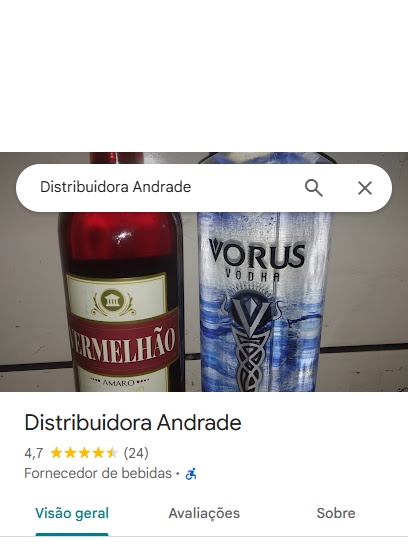 Distribuidora Andrade
VORUS
VODKA
VERMELHÃO
AMARO
Distribuidora Andrade
4,7 (24)
Fornecedor de bebidas ·
Visão geral Avaliações Sobre